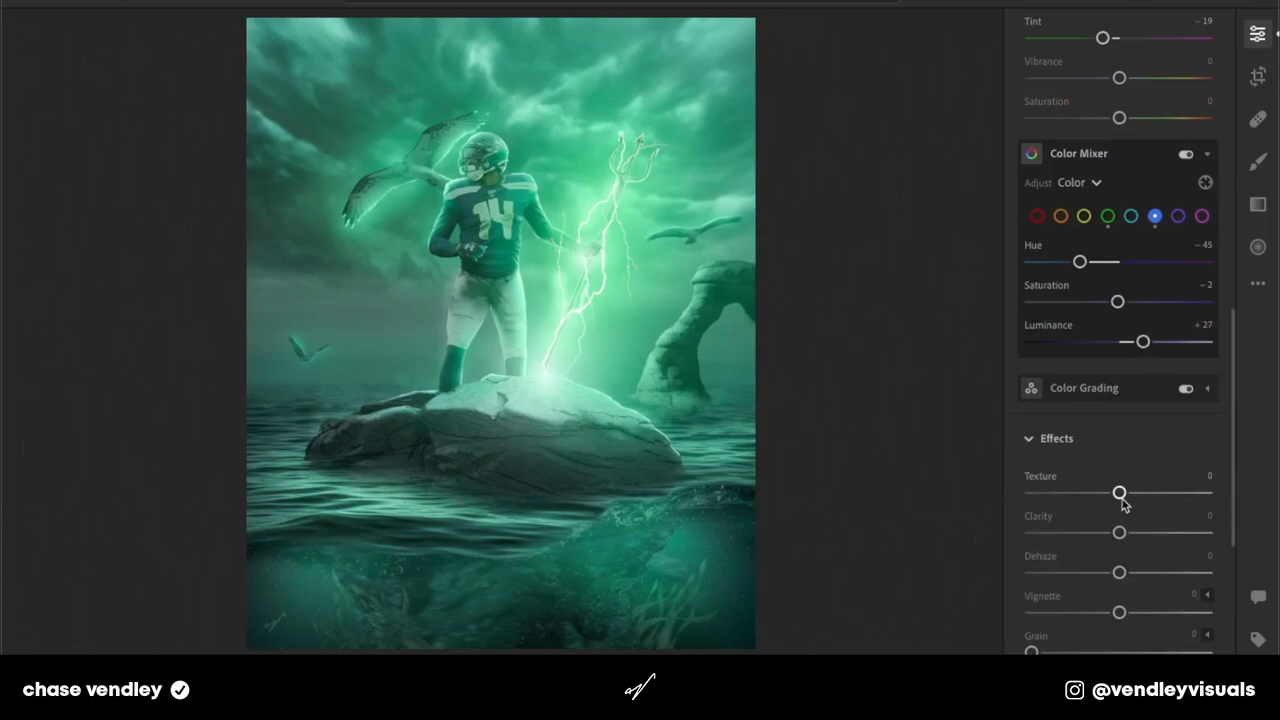 Tint - 19
Vibrance 0
Saturation 0
Color Mixer
Adjust Color
Hue - 45
Saturation - 2
Luminance + 27
Color Grading
Effects
Texture 0
Clarity 0
Dehaze 0
Vignette 0
Grain 0
14
chase vendley
@vendleyvisuals